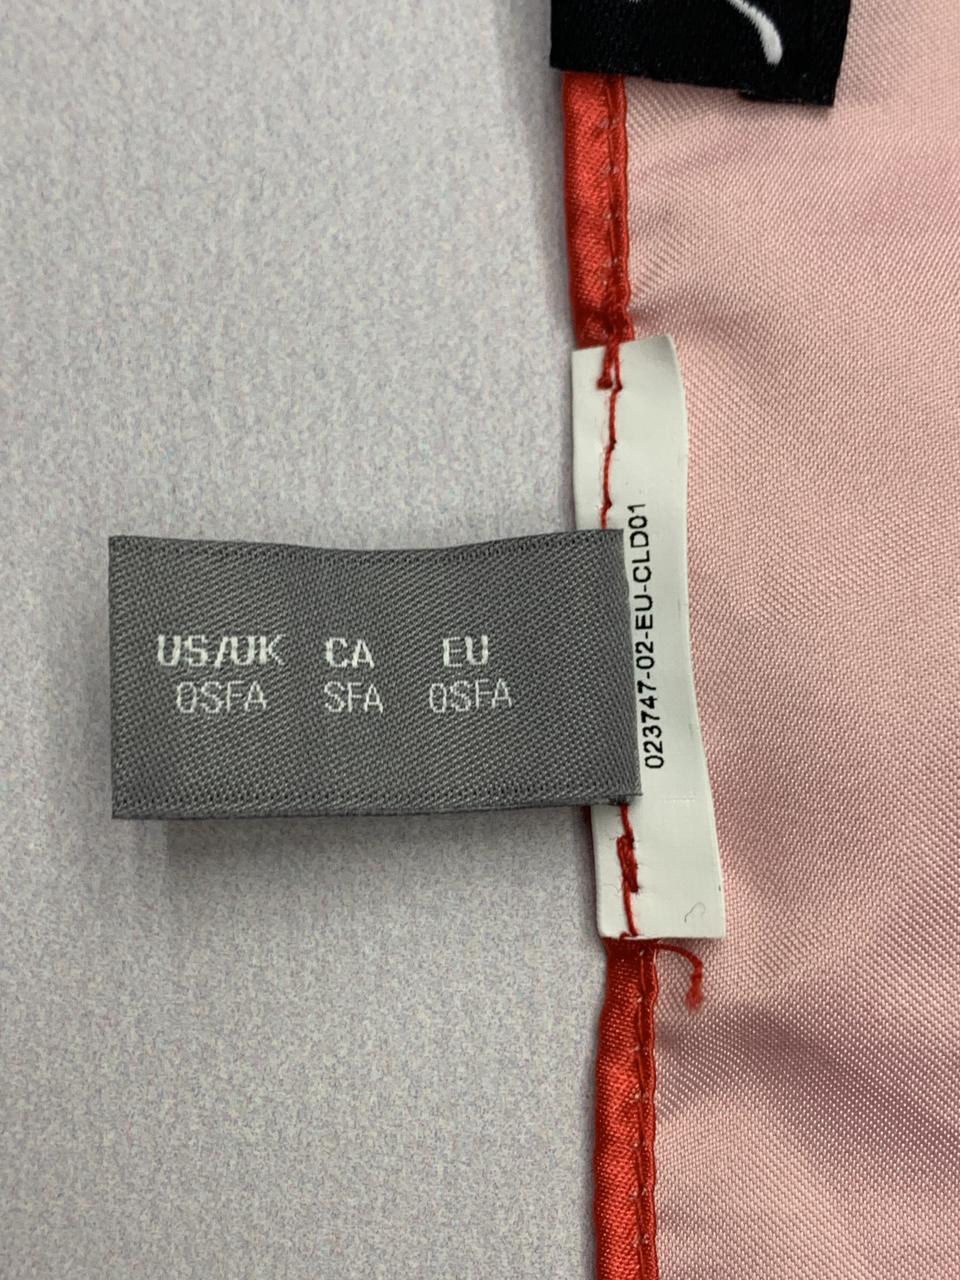 US/UK CA EU
OSFA SFA OSFA
023747-02-EU-CLD01